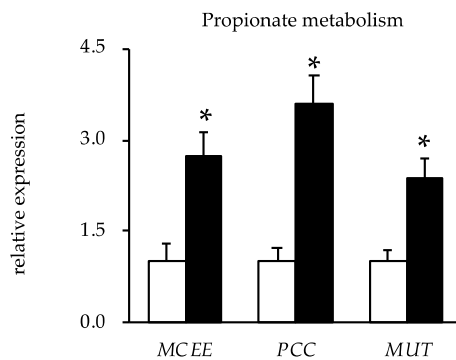 Propionate metabolism
relative expression
4.5
3.0
1.5
0.0
* * *
MCEE PCC MUT